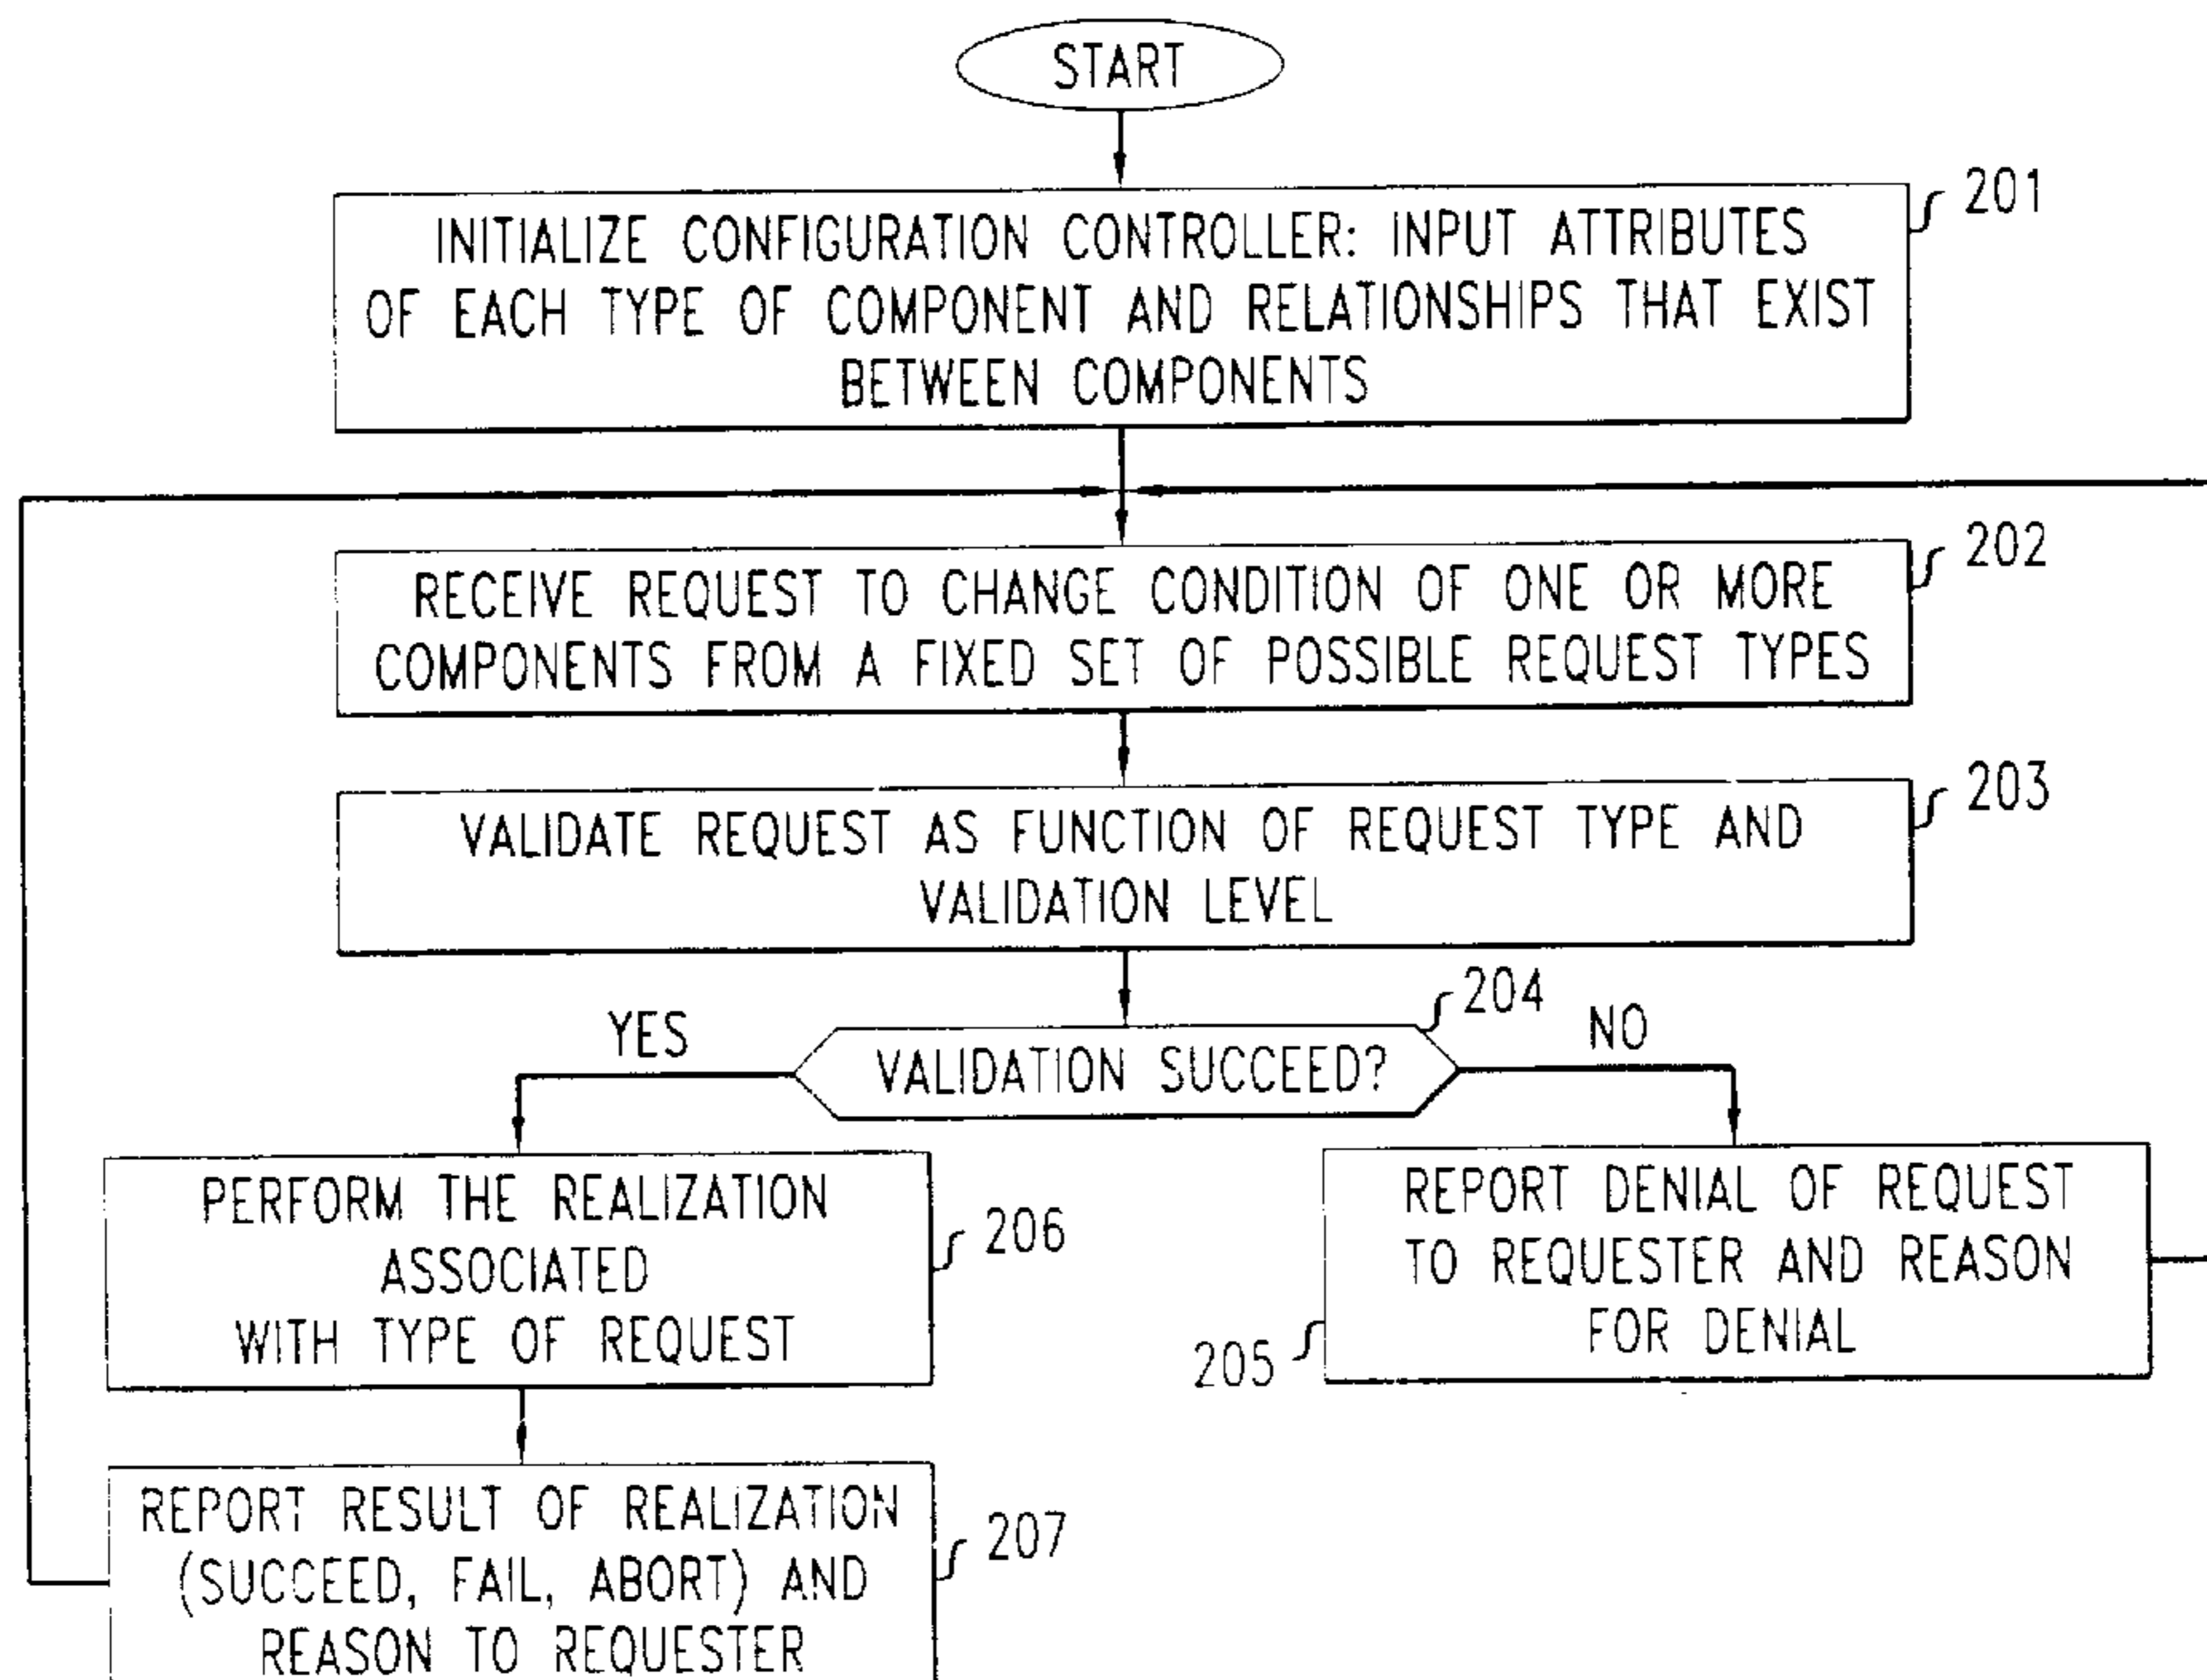 START
201
INITIALIZE CONFIGURATION CONTROLLER: INPUT ATTRIBUTES
OF EACH TYPE OF COMPONENT AND RELATIONSHIPS THAT EXIST
BETWEEN COMPONENTS
202
RECEIVE REQUEST TO CHANGE CONDITION OF ONE OR MORE
COMPONENTS FROM A FIXED SET OF POSSIBLE REQUEST TYPES
203
VALIDATE REQUEST AS FUNCTION OF REQUEST TYPE AND
VALIDATION LEVEL
204
YES
NO
VALIDATION SUCCEED?
PERFORM THE REALIZATION
ASSOCIATED
WITH TYPE OF REQUEST
206
REPORT DENIAL OF REQUEST
TO REQUESTER AND REASON
FOR DENIAL
205
REPORT RESULT OF REALIZATION
(SUCCEED, FAIL, ABORT) AND
REASON TO REQUESTER
207